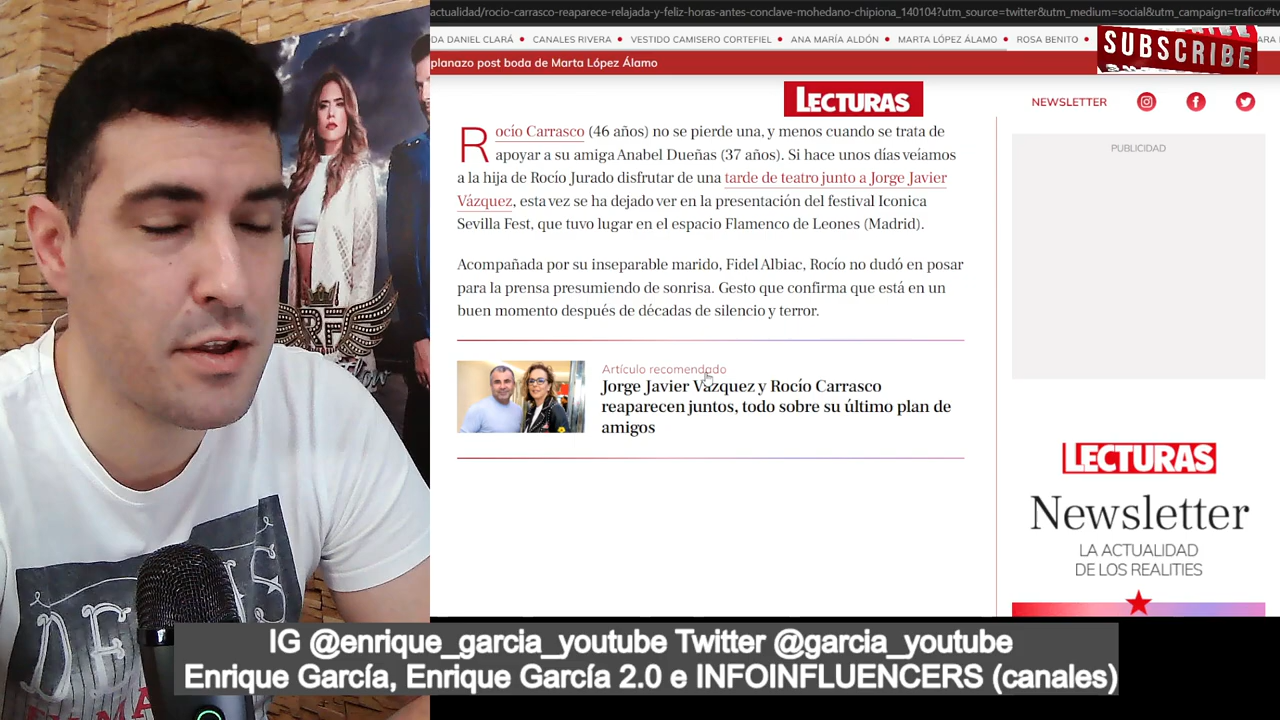 actualidad/rocio-carrasco-reaparece-relajada-y-feliz-horas-antes-conclave-mohedano-chipiona_140104?utm_source=twitter&utm_medium=social&utm_campaign=trafico#tw
DA DANIEL CLARÁ • CANALES RIVERA • VESTIDO CAMISERO CORTEFIEL • ANA MARÍA ALDÓN • MARTA LÓPEZ ÁLAMO • ROSA BENITO •
SUBSCRIBE
planazo post boda de Marta López Álamo
LECTURAS
NEWSLETTER
PUBLICIDAD
Rocío Carrasco (46 años) no se pierde una, y menos cuando se trata de
apoyar a su amiga Anabel Dueñas (37 años). Si hace unos días veíamos
a la hija de Rocío Jurado disfrutar de una tarde de teatro junto a Jorge Javier
Vázquez, esta vez se ha dejado ver en la presentación del festival Iconica
Sevilla Fest, que tuvo lugar en el espacio Flamenco de Leones (Madrid).
Acompañada por su inseparable marido, Fidel Albiac, Rocío no dudó en posar
para la prensa presumiendo de sonrisa. Gesto que confirma que está en un
buen momento después de décadas de silencio y terror.
Artículo recomendado
Jorge Javier Vázquez y Rocío Carrasco
reaparecen juntos, todo sobre su último plan de
amigos
LECTURAS
Newsletter
LA ACTUALIDAD
DE LOS REALITIES
RF
IG @enrique_garcia_youtube Twitter @garcia_youtube
Enrique García, Enrique García 2.0 e INFOINFLUENCERS (canales)